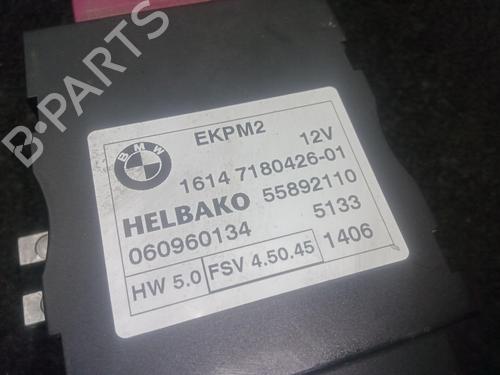 B-PARTS
BMW
EKPM2 12V
1614 7180426-01
HELBAKO 55892110
060960134 5133
HW 5.0 FSV 4.50.45 1406